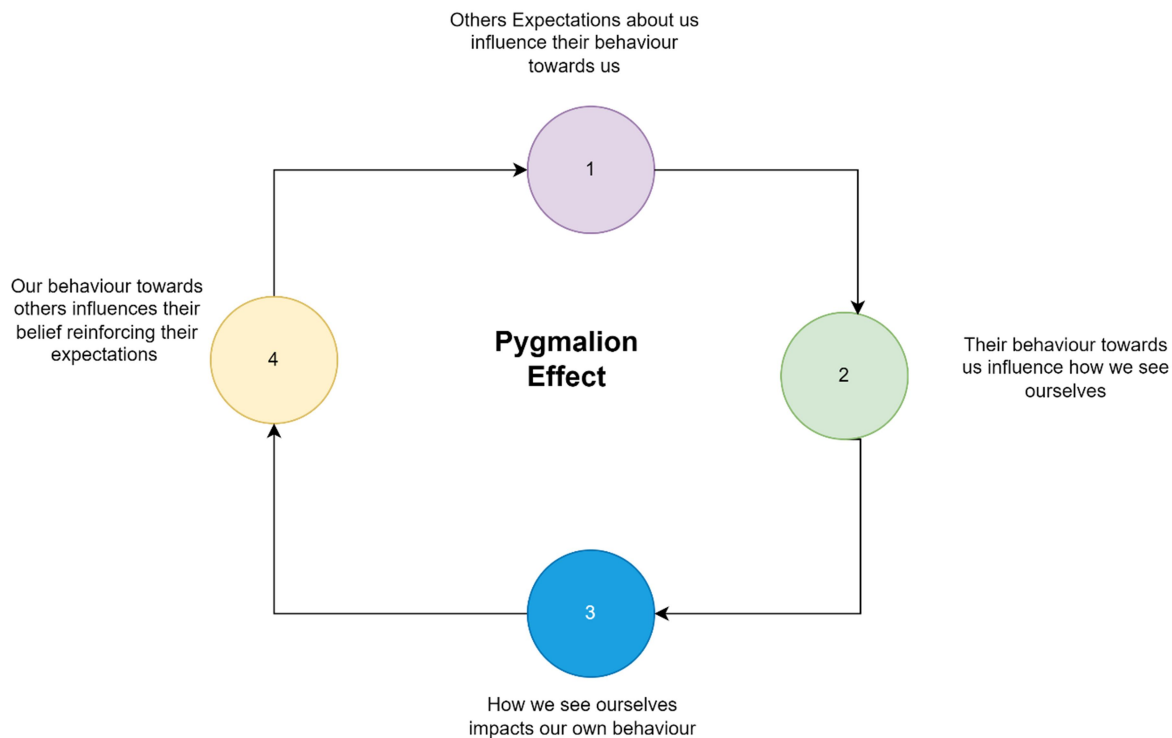 Others Expectations about us
influence their behaviour
towards us
1
Our behaviour towards
others influences their
belief reinforcing their
expectations
4
Pygmalion
Effect
2
Their behaviour towards
us influence how we see
ourselves
3
How we see ourselves
impacts our own behaviour